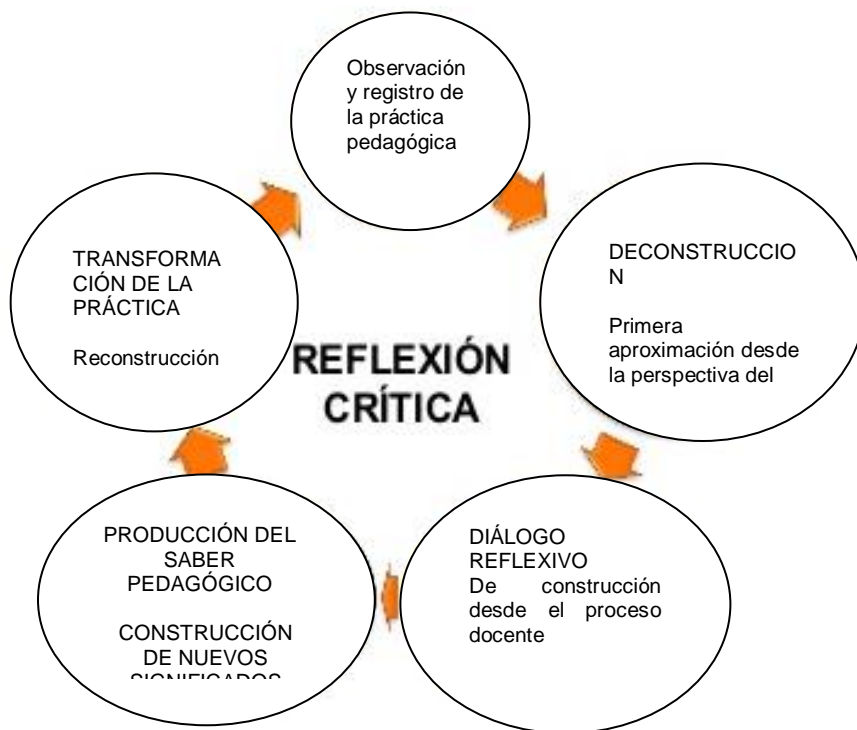 Observación
y registro de
la práctica
pedagógica
DECONSTRUCCIO
N
Primera
aproximación desde
la perspectiva del
DIÁLOGO
REFLEXIVO
De construcción
desde el proceso
docente
PRODUCCIÓN DEL
SABER
PEDAGÓGICO
CONSTRUCCIÓN
DE NUEVOS
SIGNIFICADOS
TRANSFORMA
CIÓN DE LA
PRÁCTICA
Reconstrucción
REFLEXIÓN
CRÍTICA